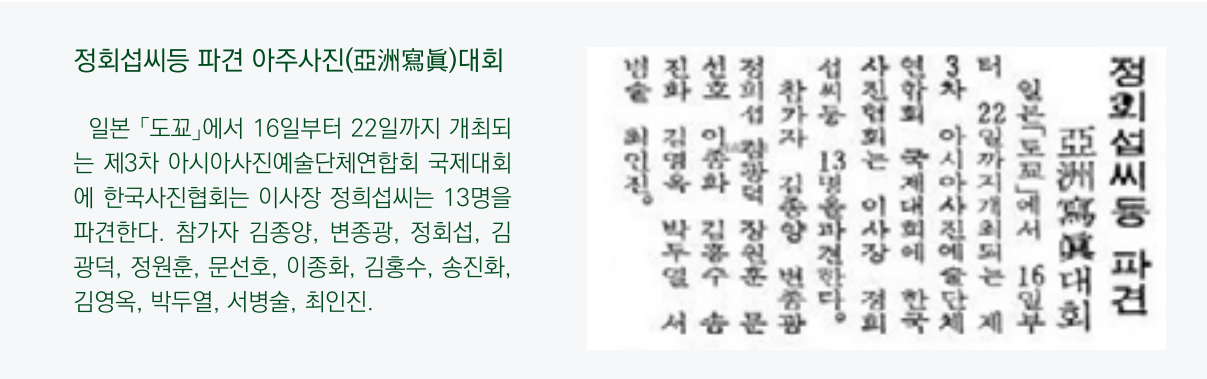 정회섭씨등 파견 아주사진(亞洲寫眞)대회
일본 「도꾜」에서 16일부터 22일까지 개최되
는 제3차 아시아사진예술단체연합회 국제대회
에 한국사진협회는 이사장 정희섭씨는 13명을
파견한다. 참가자 김종양, 변종광, 정회섭, 김
광덕, 정원훈, 문선호, 이종화, 김홍수, 송진화,
김영옥, 박두열, 서병술, 최인진.
정회섭씨등 파견
亞洲寫眞대회
일본「도꾜」에서 16일부
터 22일까지개최되는 제
3차 아시아사진예술단체
연합회 국제대회에 한국
사진협회는 이사장 정희
섭씨등 13명을파견한다。
참가자 김종양 변종광
정희섭 김광덕 장원훈 문
선호 이종화 김홍수 송
진화 김영옥 박두열 서
병술 최인진。